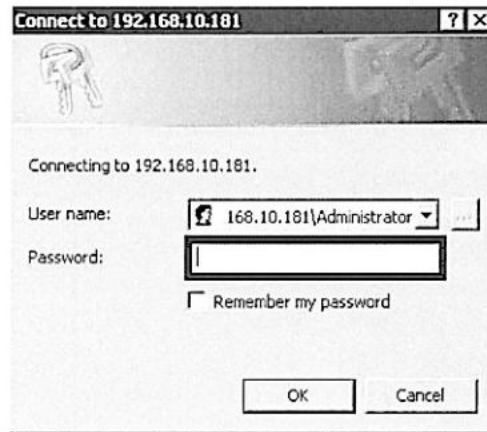 Connect to 192.168.10.181
Connecting to 192.168.10.181.
User name: 168.10.181\Administrator ...
Password:
Remember my password
OK Cancel